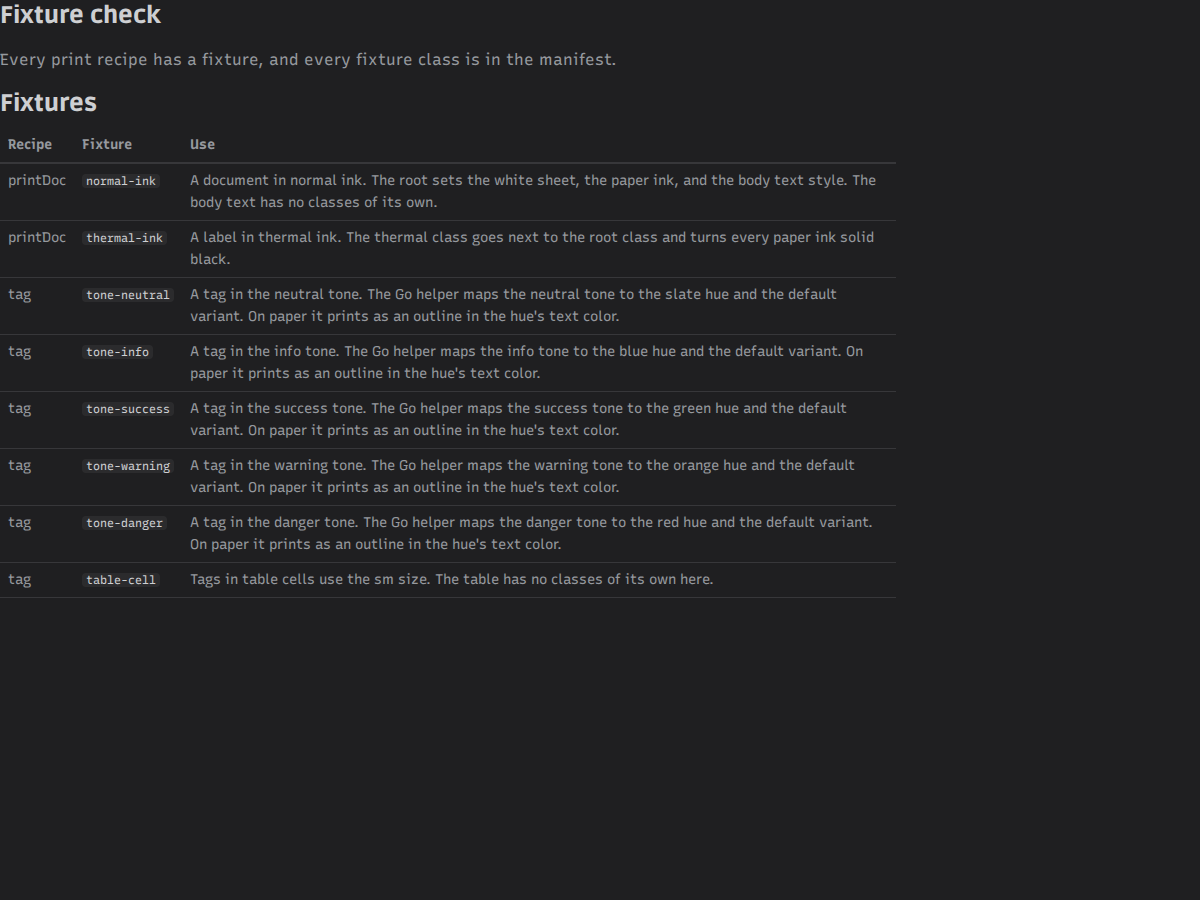 Fixture check
Every print recipe has a fixture, and every fixture class is in the manifest.
Fixtures
Recipe Fixture Use
printDoc normal-ink A document in normal ink. The root sets the white sheet, the paper ink, and the body text style. The
body text has no classes of its own.
printDoc thermal-ink A label in thermal ink. The thermal class goes next to the root class and turns every paper ink solid
black.
tag tone-neutral A tag in the neutral tone. The Go helper maps the neutral tone to the slate hue and the default
variant. On paper it prints as an outline in the hue's text color.
tag tone-info A tag in the info tone. The Go helper maps the info tone to the blue hue and the default variant. On
paper it prints as an outline in the hue's text color.
tag tone-success A tag in the success tone. The Go helper maps the success tone to the green hue and the default
variant. On paper it prints as an outline in the hue's text color.
tag tone-warning A tag in the warning tone. The Go helper maps the warning tone to the orange hue and the default
variant. On paper it prints as an outline in the hue's text color.
tag tone-danger A tag in the danger tone. The Go helper maps the danger tone to the red hue and the default variant.
On paper it prints as an outline in the hue's text color.
tag table-cell Tags in table cells use the sm size. The table has no classes of its own here.